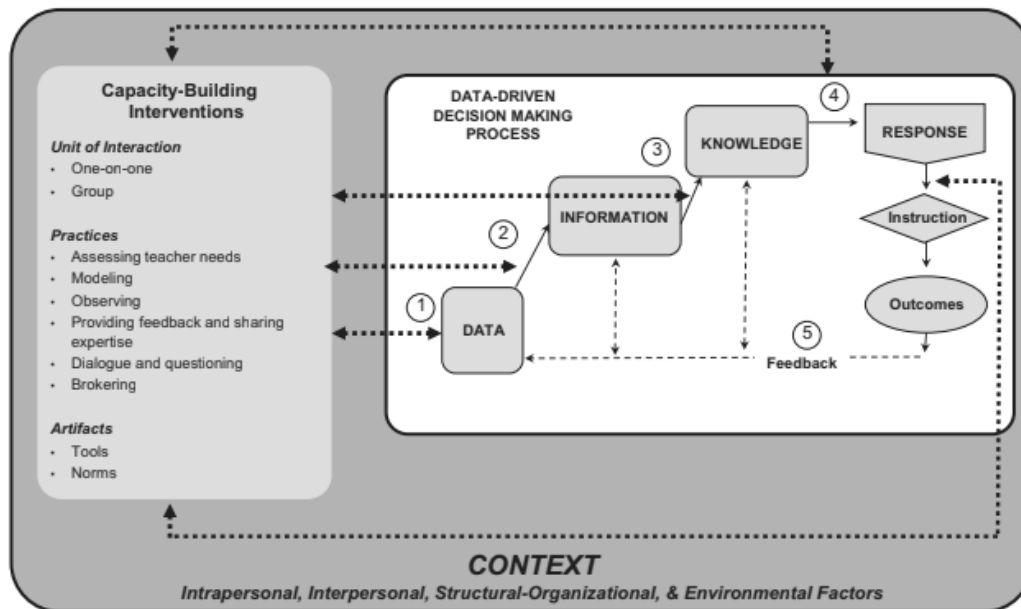 Capacity-Building
Interventions
Unit of Interaction
• One-on-one
• Group
Practices
• Assessing teacher needs
• Modeling
• Observing
• Providing feedback and sharing
expertise
• Dialogue and questioning
• Brokering
Artifacts
• Tools
• Norms
DATA-DRIVEN
DECISION MAKING
PROCESS
1
DATA
2
INFORMATION
3
KNOWLEDGE
4
RESPONSE
Instruction
Outcomes
5
Feedback
CONTEXT
Intrapersonal, Interpersonal, Structural-Organizational, & Environmental Factors